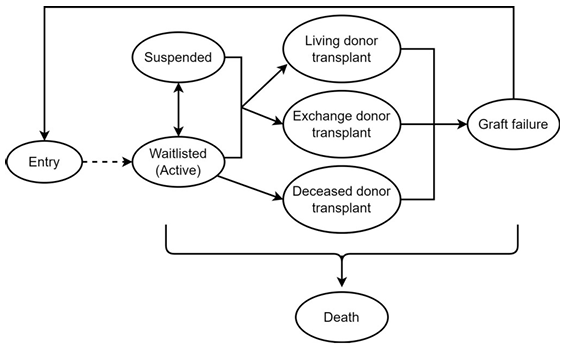 Suspended
Living donor
transplant
Exchange donor
transplant
Graft failure
Entry
Waitlisted
(Active)
Deceased donor
transplant
Death